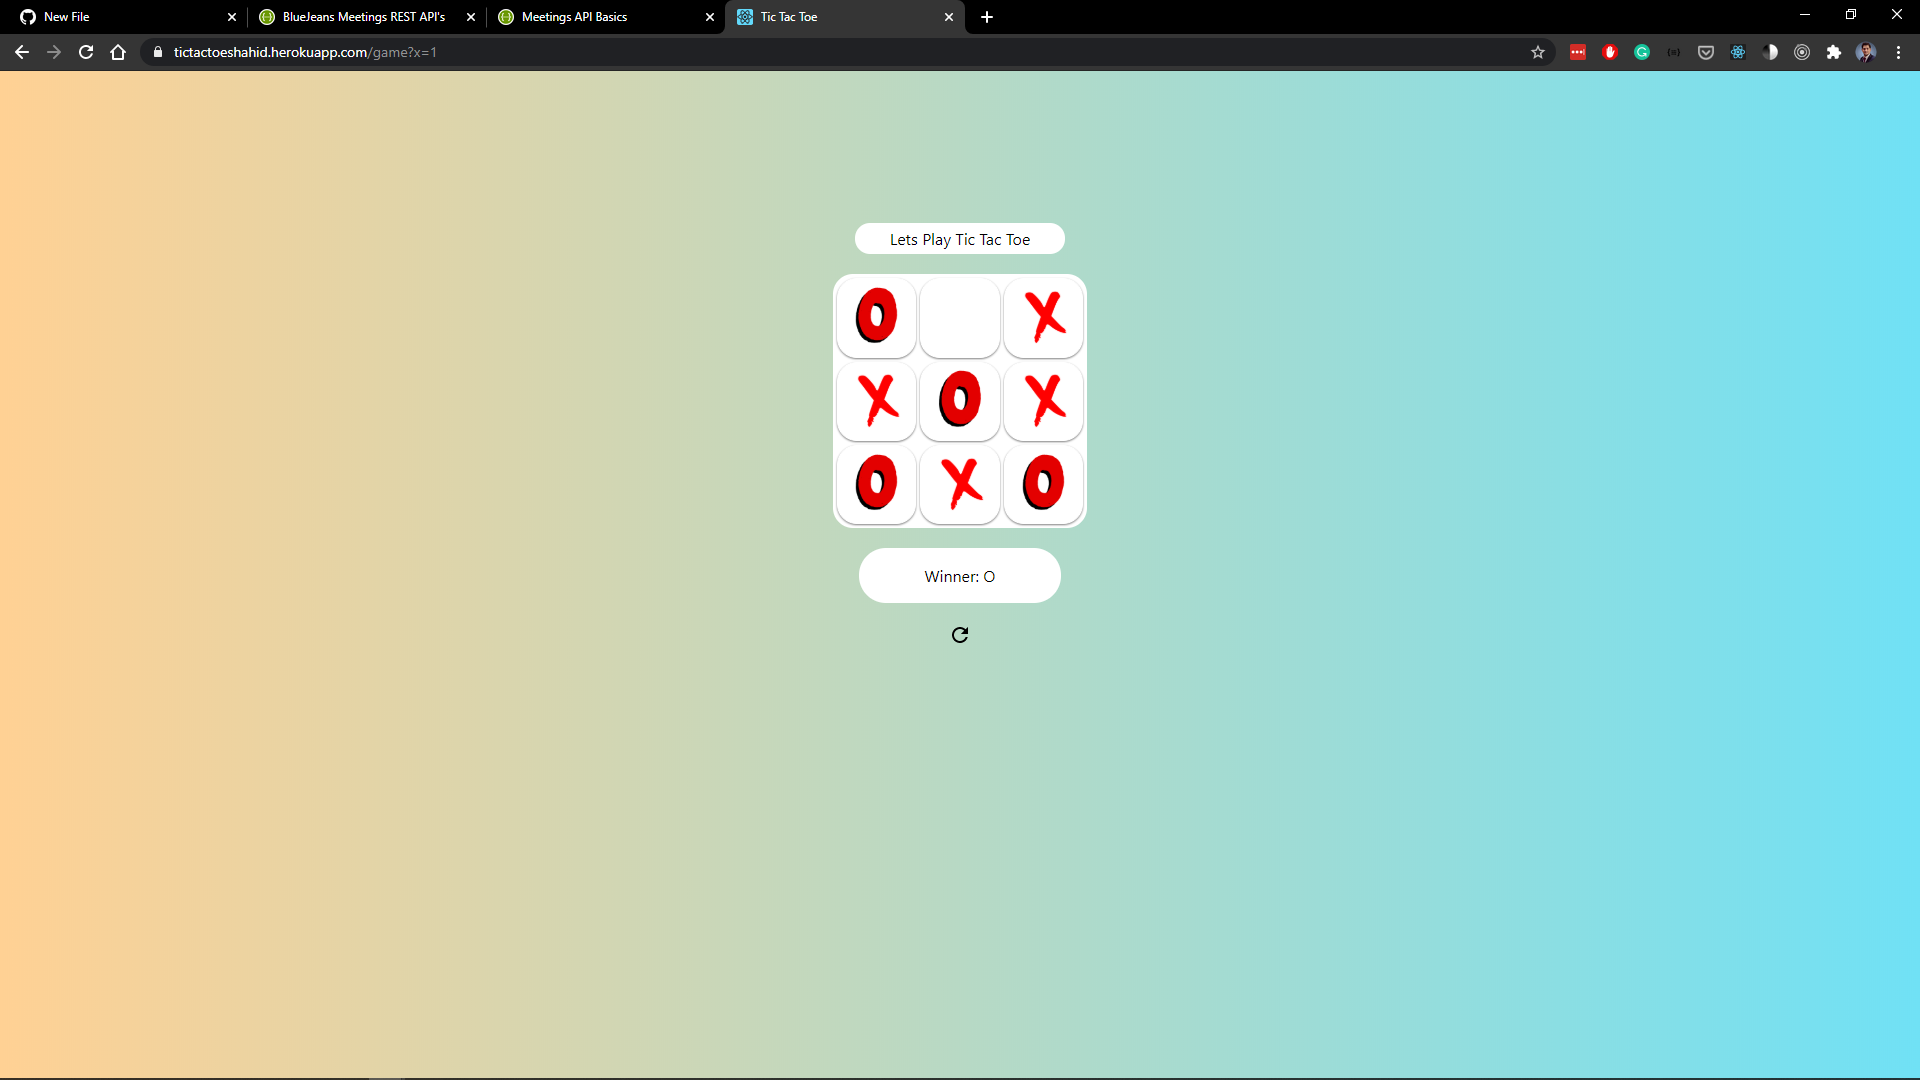 New File
BlueJeans Meetings REST API's
Meetings API Basics
Tic Tac Toe
tictactoeshahid.herokuapp.com/game?x=1
Lets Play Tic Tac Toe
O X
X O X
O X O
Winner: O